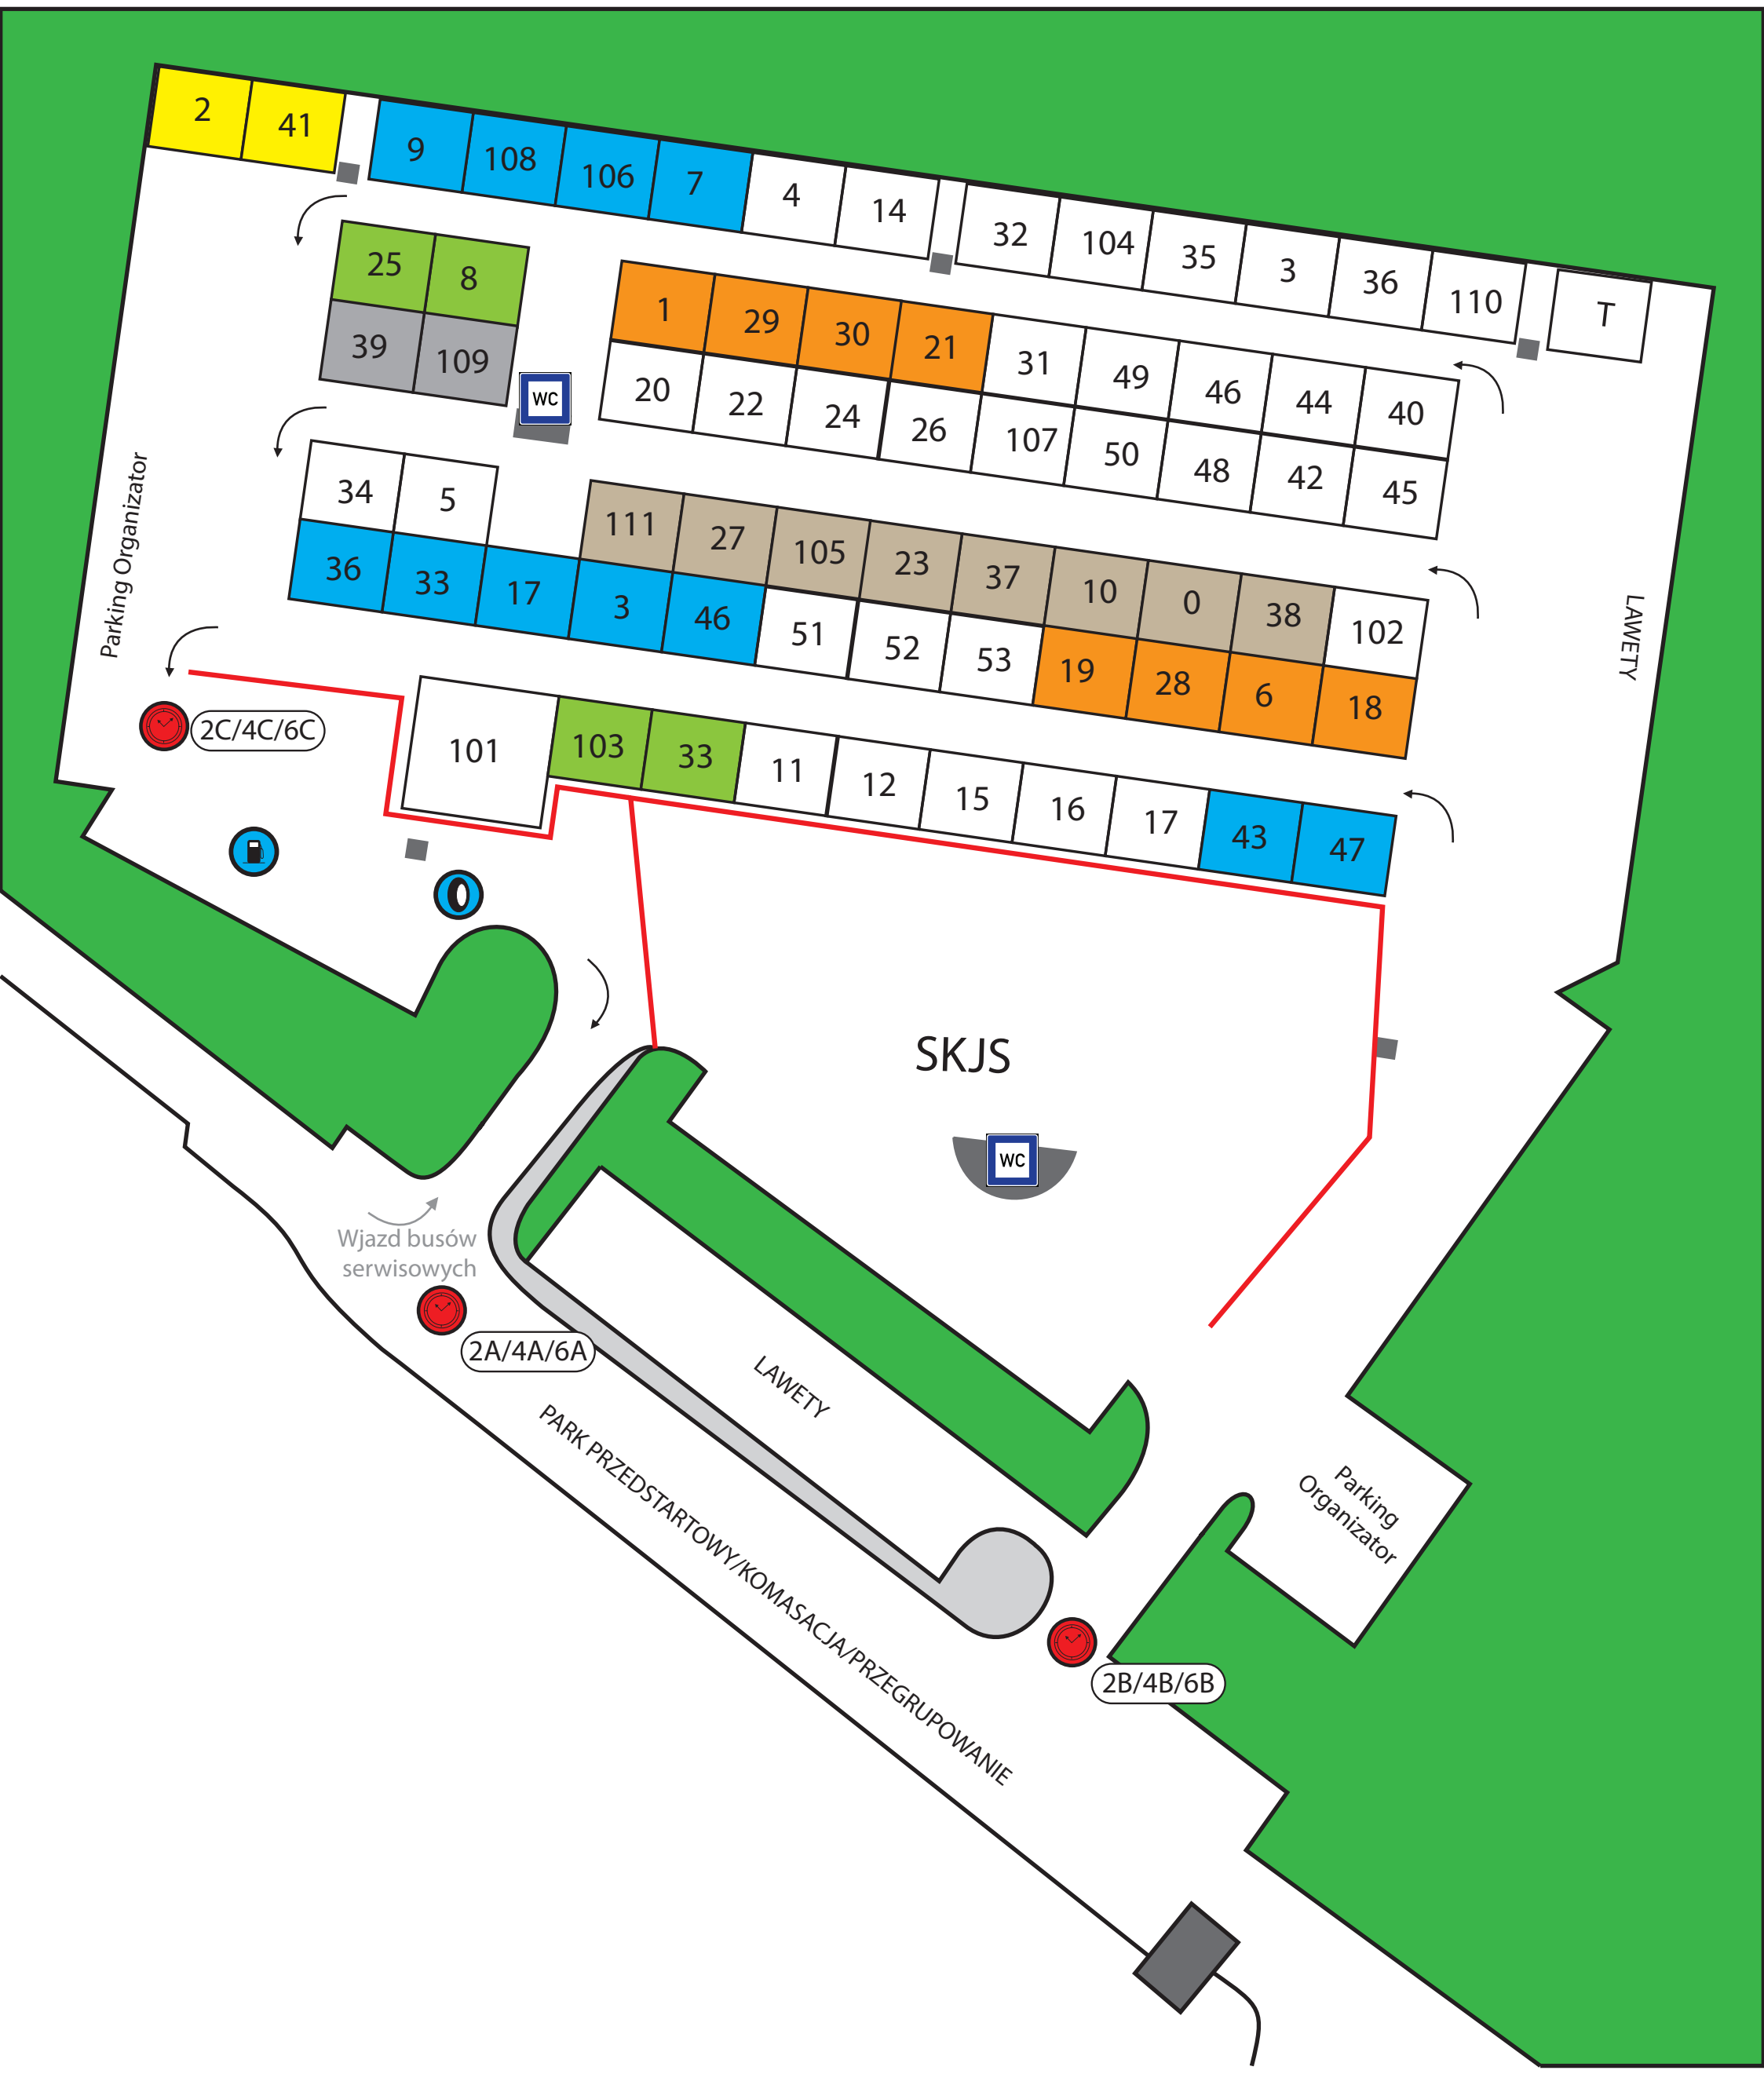 2 41 9 108 106 7 4 14 32 104 35 3 36 110 T
25 8
39 109
WC
1 29 30 21 31 49 46 44 40
20 22 24 26 107 50 48 42 45
34 5
111 27 105 23 37 10 0 38 102
36 33 17 3 46 51 52 53 19 28 6 18
Parking Organizator
LAWETY
2C/4C/6C
101 103 33 11 12 15 16 17 43 47
SKJS
WC
Wjazd busów
serwisowych
2A/4A/6A
LAWETY
PARK PRZEDSTARTOWY/KOMASACJA/PRZEGRUPOWANIE
Parking
Organizator
2B/4B/6B